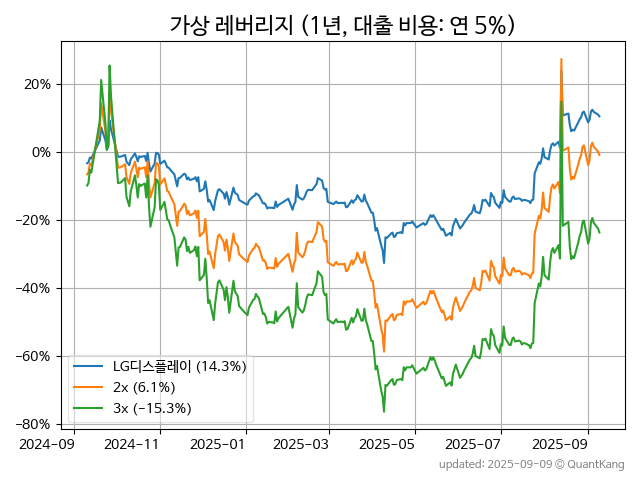 가상 레버리지 (1년, 대출 비용: 연 5%)
20%
0%
−20%
−40%
−60%
−80%
LG디스플레이 (14.3%)
2x (6.1%)
3x (−15.3%)
2024-09 2024-11 2025-01 2025-03 2025-05 2025-07 2025-09
updated: 2025-09-09 © QuantKang